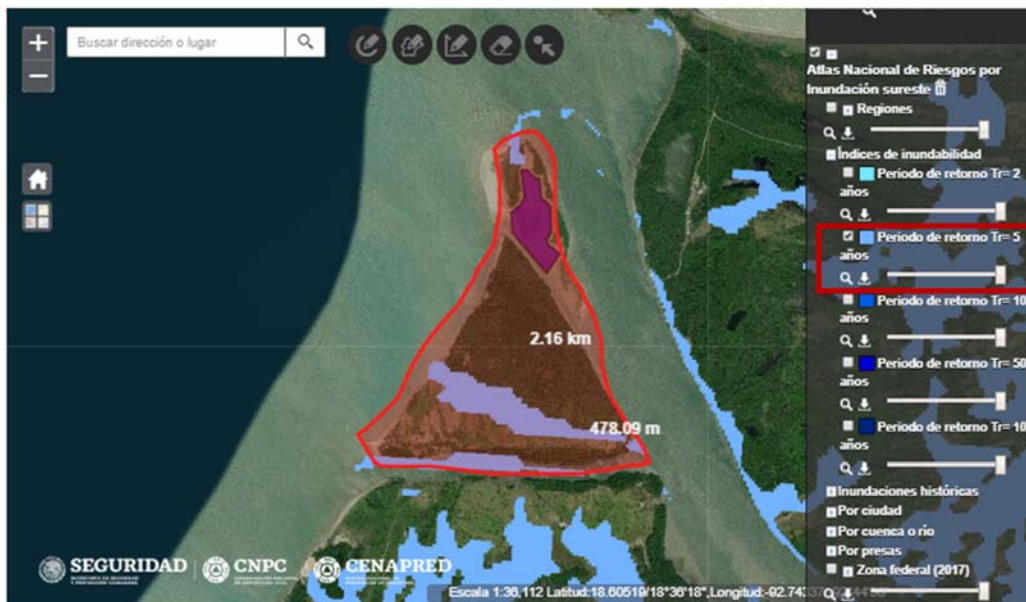 +
−
Buscar dirección o lugar
Atlas Nacional de Riesgos por
Inundación sureste
Regiones
Índices de inundabilidad
Periodo de retorno Tr= 2
años
Periodo de retorno Tr= 5
años
Periodo de retorno Tr= 10
años
Periodo de retorno Tr= 50
años
Periodo de retorno Tr= 10
años
Inundaciones históricas
Por ciudad
Por cuenca o río
Por presas
Zona federal (2017)
2.16 km
478.09 m
SEGURIDAD
CNPC
CENAPRED
Escala 1:36,112 Latitud:18.60519/18°36'18",Longitud:-92.74